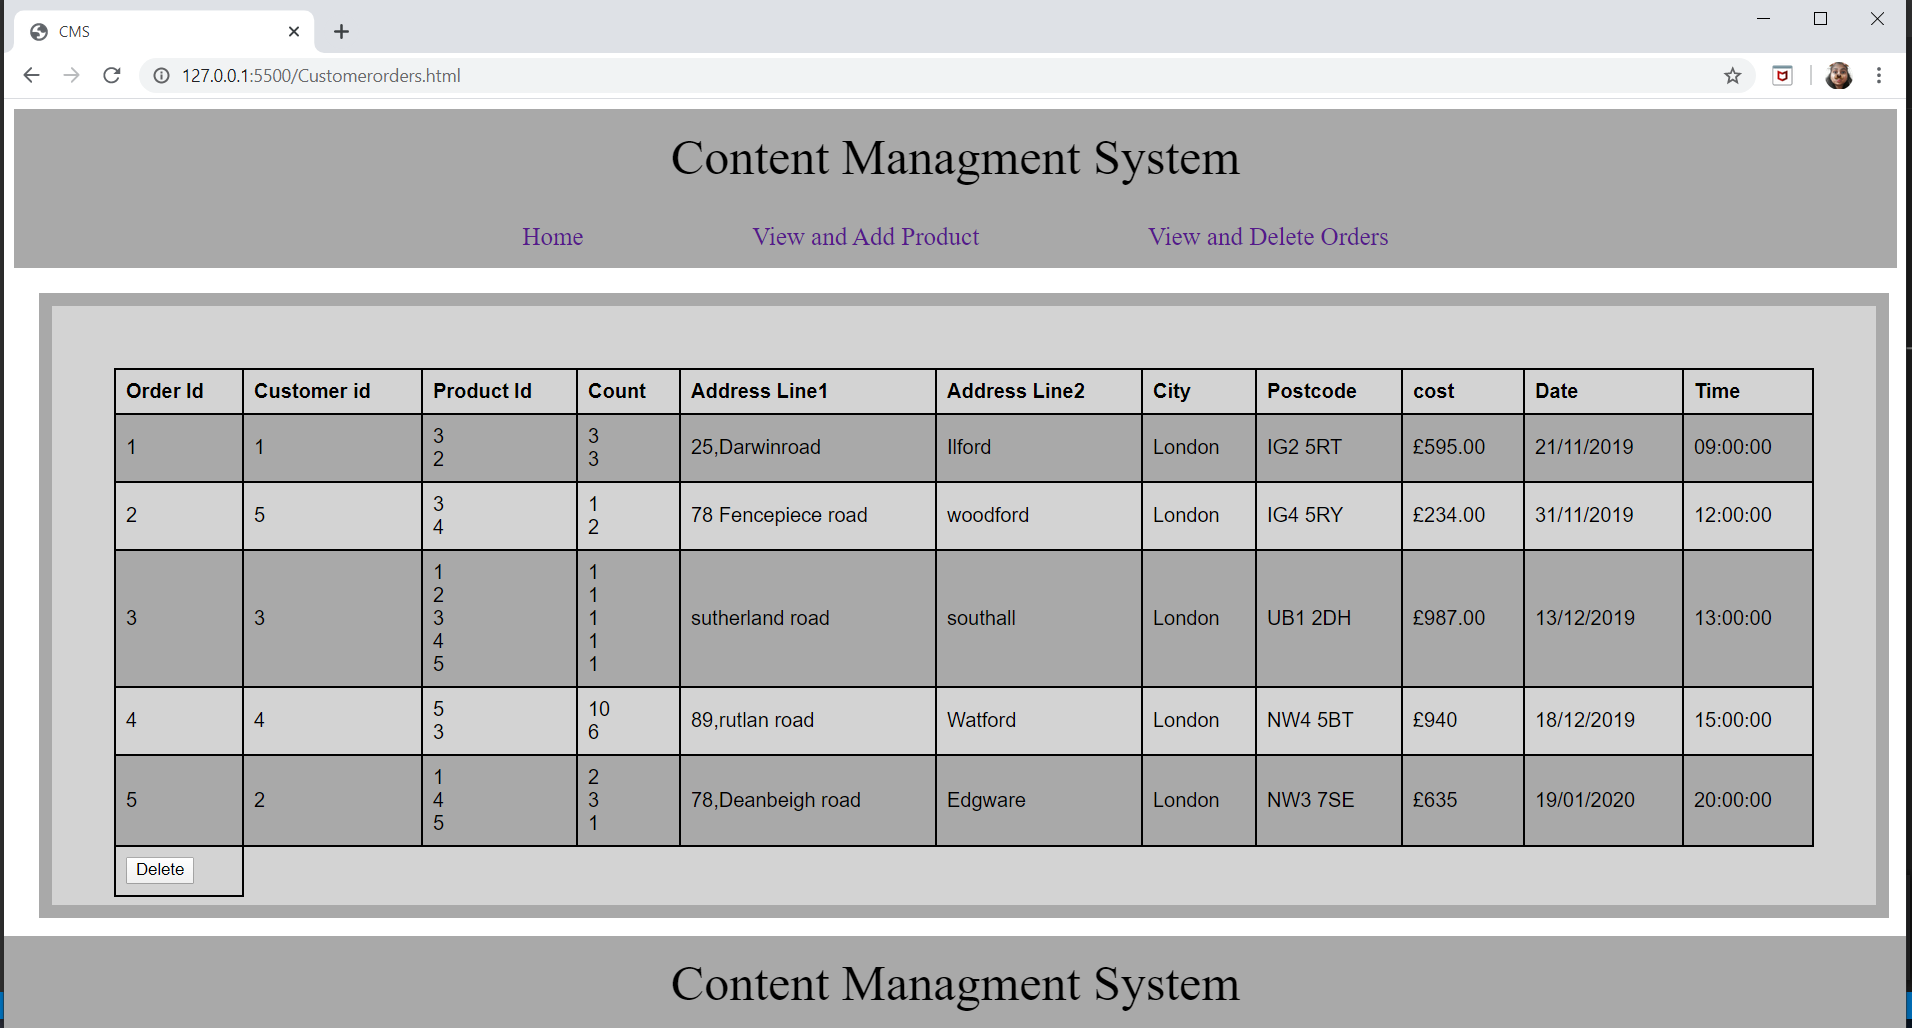 CMS
127.0.0.1:5500/Customerorders.html
Content Managment System
Home View and Add Product View and Delete Orders
Order Id Customer id Product Id Count Address Line1 Address Line2 City Postcode cost Date Time
1 1 3 3 25,Darwinroad Ilford London IG2 5RT £595.00 21/11/2019 09:00:00
2 3
2 5 3 1 78 Fencepiece road woodford London IG4 5RY £234.00 31/11/2019 12:00:00
4 2
1 1
2 1
3 3 3 1 sutherland road southall London UB1 2DH £987.00 13/12/2019 13:00:00
4 1
5 1
4 4 5 10 89,rutlan road Watford London NW4 5BT £940 18/12/2019 15:00:00
3 6
1 2
5 2 4 3 78,Deanbeigh road Edgware London NW3 7SE £635 19/01/2020 20:00:00
5 1
Delete
Content Managment System